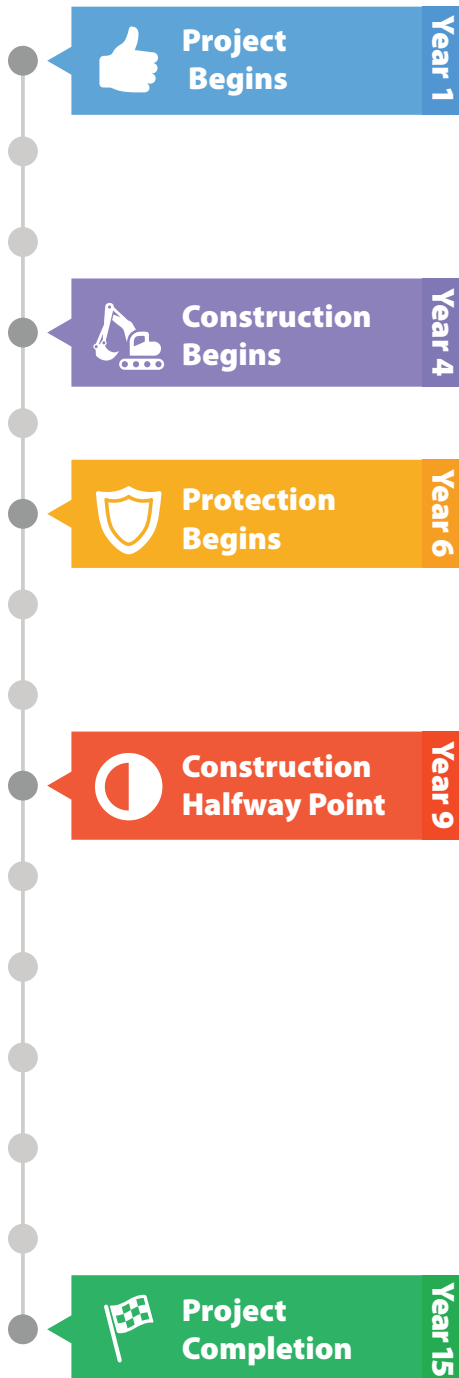 Project
Begins
Year 1
Construction
Begins
Year 4
Protection
Begins
Year 6
Construction
Halfway Point
Year 9
Project
Completion
Year 15